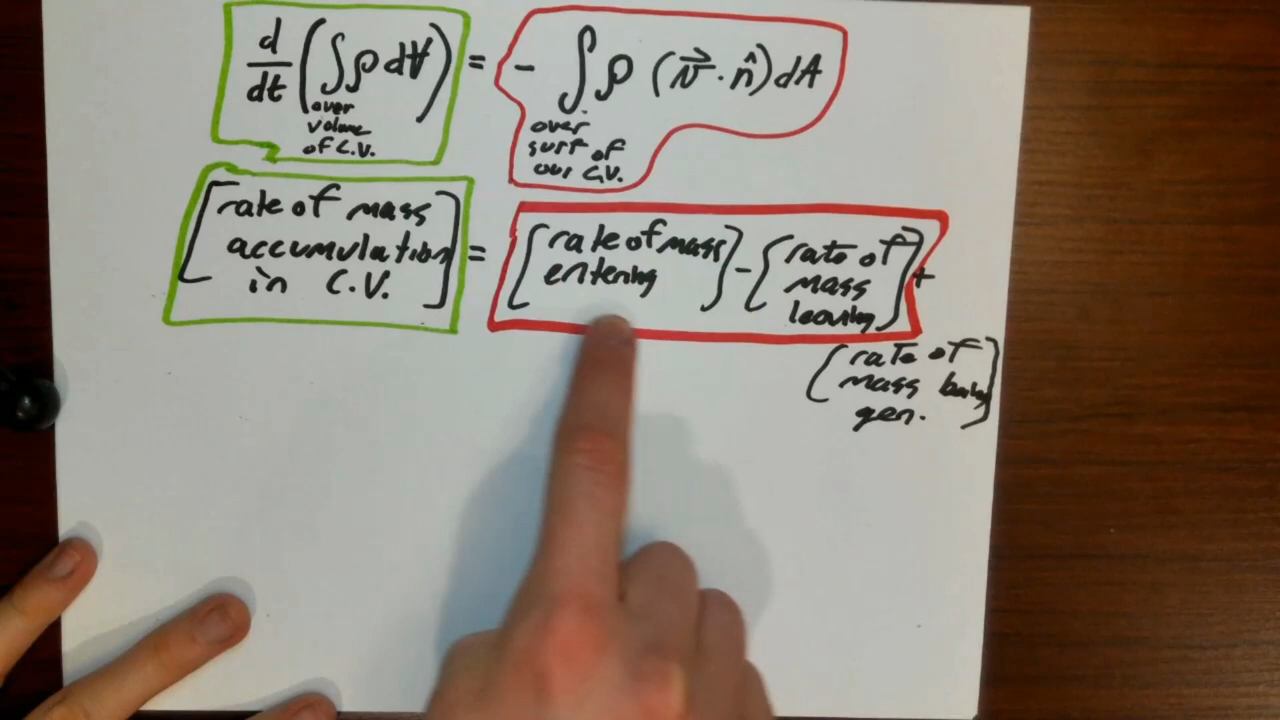 d/dt (∫ρ dV̶) = - ∫ρ (v⃗ · n̂) dA
over
volume
of C.V.
over
surf of
our C.V.
[rate of mass
accumulation
in C.V.] =
[rate of mass
entering] -
[rate of
mass
leaving] +
[rate of
mass being
gen.]